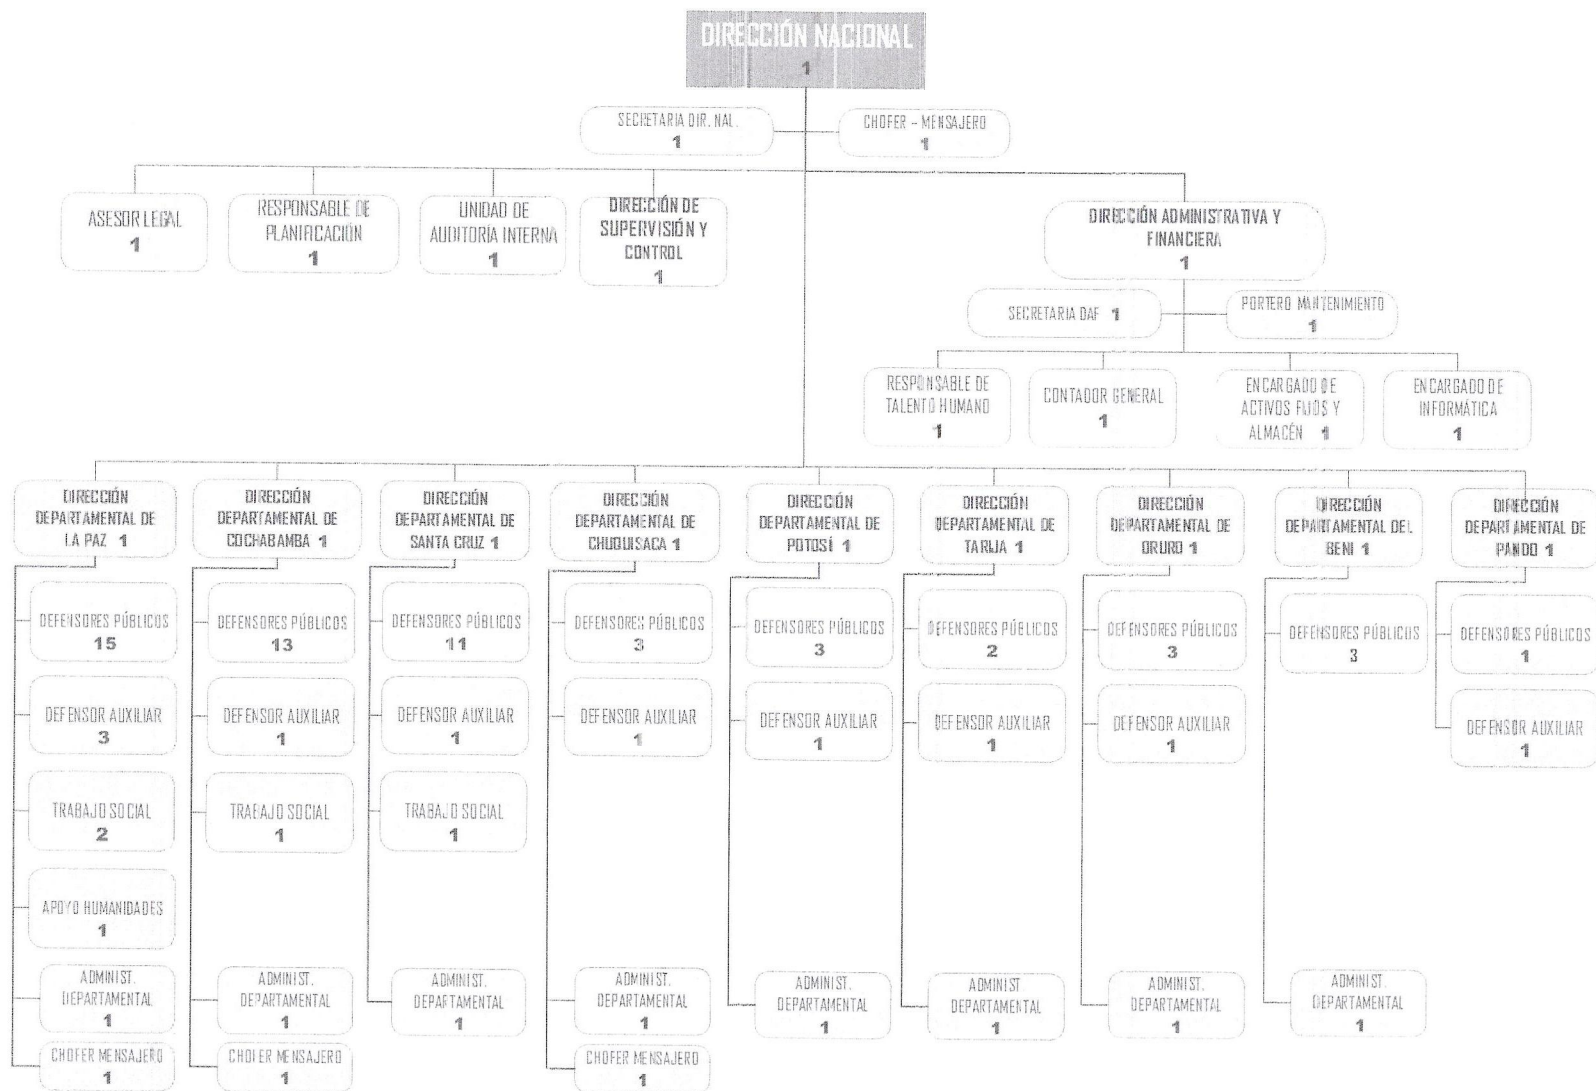 DIRECCIÓN NACIONAL
1
SECRETARIA DIR. NAL.
1
CHOFER – MENSAJERO
1
ASESOR LEGAL
1
RESPONSABLE DE
PLANIFICACIÓN
1
UNIDAD DE
AUDITORÍA INTERNA
1
DIRECCIÓN DE
SUPERVISIÓN Y
CONTROL
1
DIRECCIÓN ADMINISTRATIVA Y
FINANCIERA
1
SECRETARIA DAF 1
PORTERO MANTENIMIENTO
1
RESPONSABLE DE
TALENTO HUMANO
1
CONTADOR GENERAL
1
ENCARGADO DE
ACTIVOS FIJOS Y
ALMACÉN 1
ENCARGADO DE
INFORMÁTICA
1
DIRECCIÓN
DEPARTAMENTAL DE
LA PAZ 1
DEFENSORES PÚBLICOS
15
DEFENSOR AUXILIAR
3
TRABAJO SOCIAL
2
APOYO HUMANIDADES
1
ADMINIST.
DEPARTAMENTAL
1
CHOFER MENSAJERO
1
DIRECCIÓN
DEPARTAMENTAL DE
COCHABAMBA 1
DEFENSORES PÚBLICOS
13
DEFENSOR AUXILIAR
1
TRABAJO SOCIAL
1
ADMINIST.
DEPARTAMENTAL
1
CHOFER MENSAJERO
1
DIRECCIÓN
DEPARTAMENTAL DE
SANTA CRUZ 1
DEFENSORES PÚBLICOS
11
DEFENSOR AUXILIAR
1
TRABAJO SOCIAL
1
ADMINIST.
DEPARTAMENTAL
1
DIRECCIÓN
DEPARTAMENTAL DE
CHUQUISACA 1
DEFENSORES PÚBLICOS
3
DEFENSOR AUXILIAR
1
ADMINIST.
DEPARTAMENTAL
1
CHOFER MENSAJERO
1
DIRECCIÓN
DEPARTAMENTAL DE
POTOSÍ 1
DEFENSORES PÚBLICOS
3
DEFENSOR AUXILIAR
1
ADMINIST.
DEPARTAMENTAL
1
DIRECCIÓN
DEPARTAMENTAL DE
TARIJA 1
DEFENSORES PÚBLICOS
2
DEFENSOR AUXILIAR
1
ADMINIST
DEPARTAMENTAL
1
DIRECCIÓN
DEPARTAMENTAL DE
ORURO 1
DEFENSORES PÚBLICOS
3
DEFENSOR AUXILIAR
1
ADMINIST.
DEPARTAMENTAL
1
DIRECCIÓN
DEPARTAMENTAL DEL
BENI 1
DEFENSORES PÚBLICOS
3
ADMINIST.
DEPARTAMENTAL
1
DIRECCIÓN
DEPARTAMENTAL DE
PANDO 1
DEFENSORES PÚBLICOS
1
DEFENSOR AUXILIAR
1